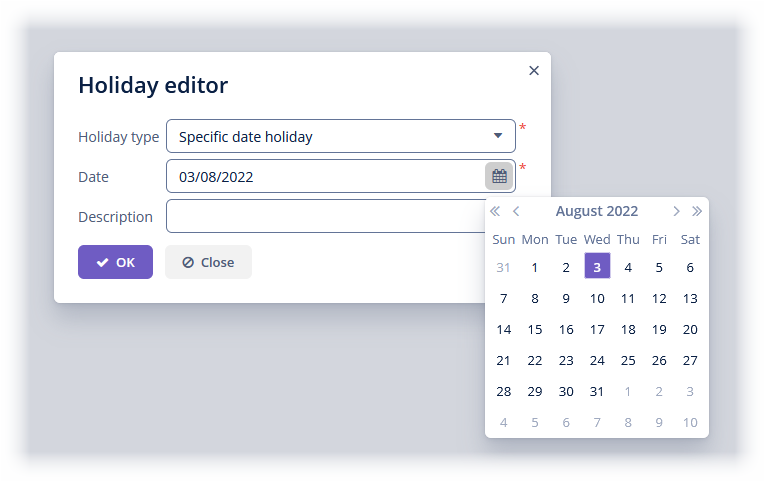 Holiday editor
Holiday type Specific date holiday *
Date 03/08/2022 *
Description
OK Close
August 2022
Sun Mon Tue Wed Thu Fri Sat
31 1 2 3 4 5 6
7 8 9 10 11 12 13
14 15 16 17 18 19 20
21 22 23 24 25 26 27
28 29 30 31 1 2 3
4 5 6 7 8 9 10